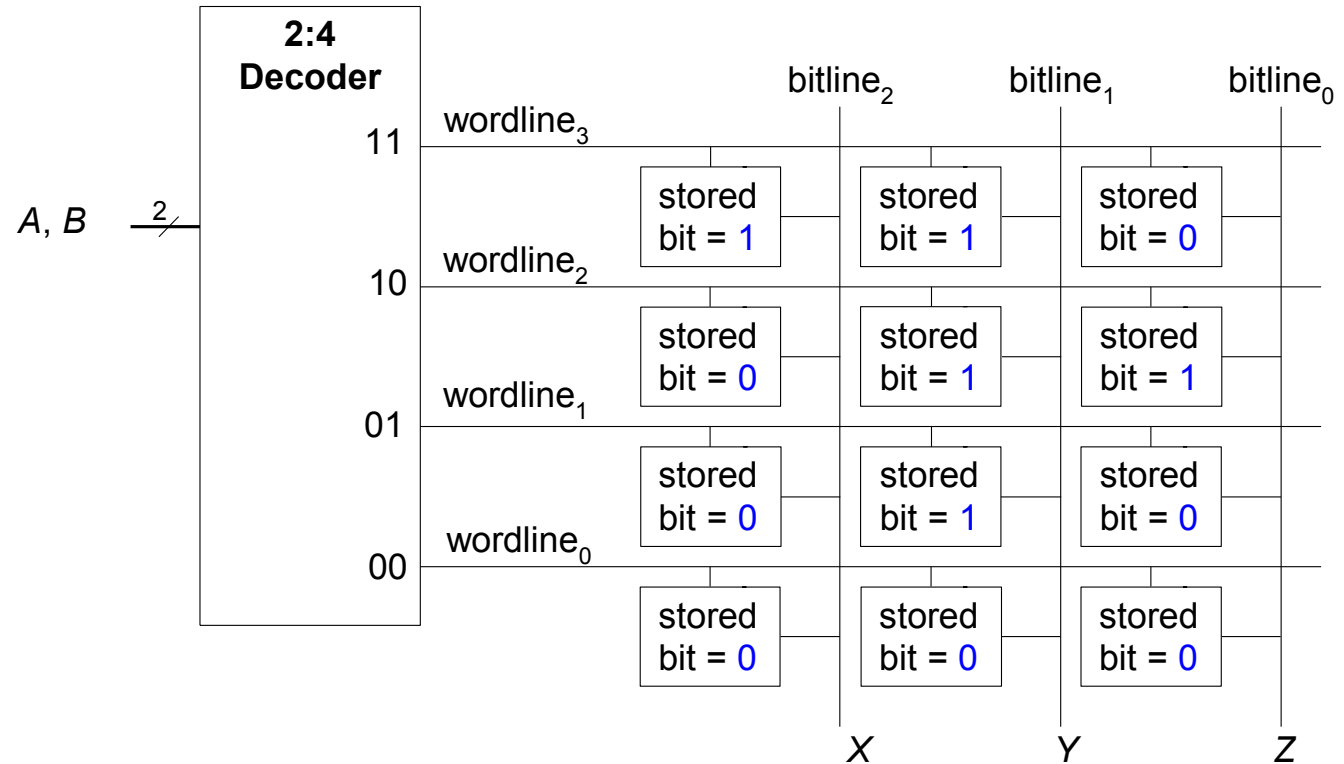 2:4
Decoder
bitline₂ bitline₁ bitline₀
wordline₃
11
stored stored stored
bit = 1 bit = 1 bit = 0
A, B 2
wordline₂
10
stored stored stored
bit = 0 bit = 1 bit = 1
wordline₁
01
stored stored stored
bit = 0 bit = 1 bit = 0
wordline₀
00
stored stored stored
bit = 0 bit = 0 bit = 0
X Y Z